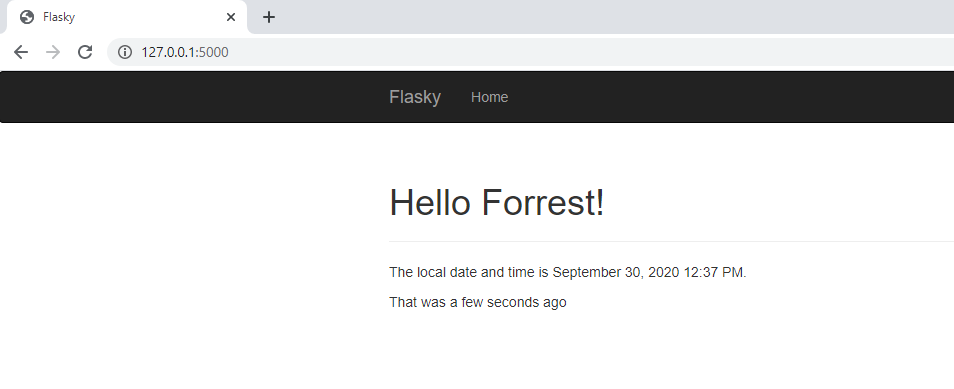 Flasky
127.0.0.1:5000
Flasky Home
Hello Forrest!
The local date and time is September 30, 2020 12:37 PM.
That was a few seconds ago